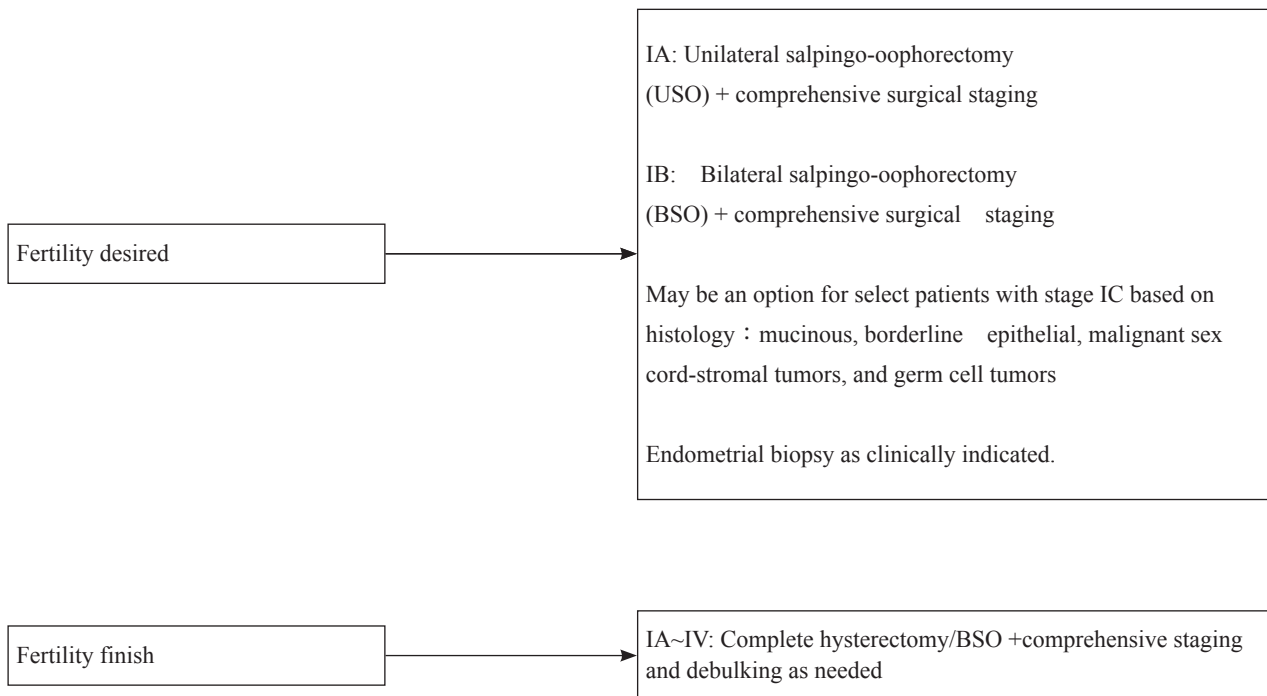 Fertility desired
IA: Unilateral salpingo-oophorectomy
(USO) + comprehensive surgical staging
IB: Bilateral salpingo-oophorectomy
(BSO) + comprehensive surgical staging
May be an option for select patients with stage IC based on
histology：mucinous, borderline epithelial, malignant sex
cord-stromal tumors, and germ cell tumors
Endometrial biopsy as clinically indicated.
Fertility finish
IA~IV: Complete hysterectomy/BSO +comprehensive staging
and debulking as needed